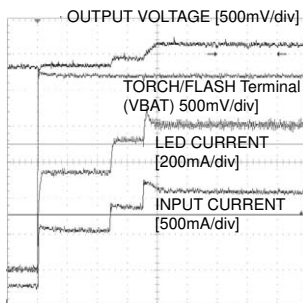 OUTPUT VOLTAGE [500mV/div]
TORCH/FLASH Terminal
(VBAT) 500mV/div]
LED CURRENT
[200mA/div]
INPUT CURRENT
[500mA/div]